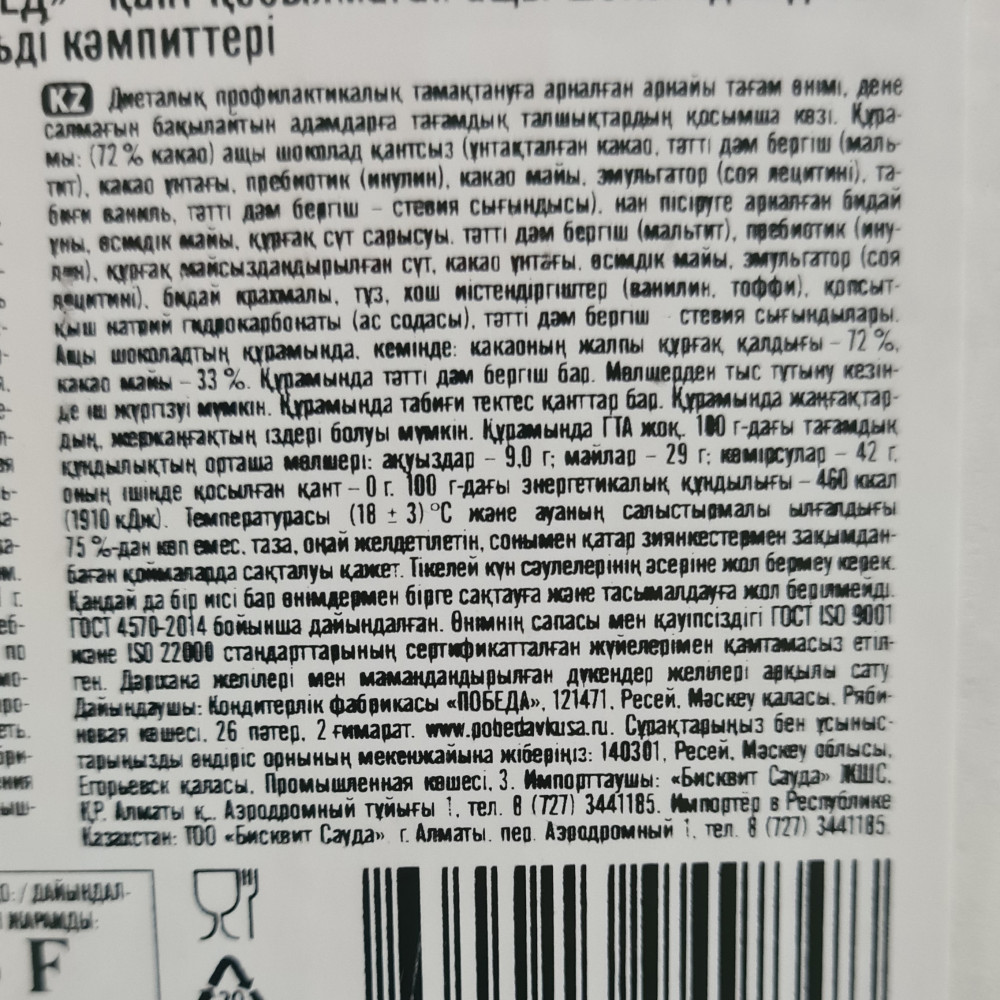 ьді кәмпиттері
KZ Диеталық профилактикалық тамақтануға арналған арнайы тағам өнімі, дене
салмағын бақылайтын адамдарға тағамдық талшықтардың қосымша көзі. Құра-
мы: (72 % какао) ащы шоколад қантсыз (ұнтақталған какао, тәтті дәм бергіш (маль-
тит), какао ұнтағы, пребиотик (инулин), какао майы, эмульгатор (соя лецитині), та-
биғи ваниль, тәтті дәм бергіш – стевия сығындысы), нан пісіруге арналған бидай
ұны, өсімдік майы, құрғақ сүт сарысуы, тәтті дәм бергіш (мальтит), пребиотик (ину-
лин), құрғақ майсыздандырылған сүт, какао ұнтағы, өсімдік майы, эмульгатор (соя
лецитині), бидай крахмалы, тұз, хош иістендіргіштер (ванилин, тоффи), қопсыт-
қыш натрий гидрокарбонаты (ас содасы), тәтті дәм бергіш - стевия сығындылары.
Ащы шоколадтың құрамында, кемінде: какаоның жалпы құрғақ қалдығы – 72 %,
какао майы – 33 %. Құрамында тәтті дәм бергіш бар. Мөлшерден тыс тұтыну кезін-
де іш жүргізуі мүмкін. Құрамында табиғи тектес қанттар бар. Құрамында жаңғақтар-
дың, жержаңғақтың іздері болуы мүмкін. Құрамында ГТА жоқ. 100 г-дағы тағамдық
құндылықтың орташа мөлшері: ақуыздар – 9,0 г; майлар – 29 г; көмірсулар – 42 г,
оның ішінде қосылған қант – 0 г. 100 г-дағы энергетикалық құндылығы – 460 ккал
(1910 кДж). Температурасы (18 ± 3) °C және ауаның салыстырмалы ылғалдығы
75 %-дан көп емес, таза, оңай желдетілетін, сонымен қатар зиянкестермен зақымдан-
баған қоймаларда сақталуы қажет. Тікелей күн сәулелерінің әсеріне жол бермеу керек.
Қандай да бір иісі бар өнімдермен бірге сақтауға және тасымалдауға жол берілмейді.
ГОСТ 4570-2014 бойынша дайындалған. Өнімнің сапасы мен қауіпсіздігі ГОСТ ISO 9001
және ISO 22000 стандарттарының сертификатталған жүйелерімен қамтамасыз етіл-
ген. Дәріхана желілері мен мамандандырылған дүкендер желілері арқылы сату.
Дайындаушы: Кондитерлік фабрикасы «ПОБЕДА», 121471, Ресей, Мәскеу қаласы, Ряби-
новая көшесі, 26 пәтер, 2 ғимарат. www.pobedavkusa.ru. Сұрақтарыңыз бен ұсыныс-
тарыңызды өндіріс орнының мекенжайына жіберіңіз: 140301, Ресей, Мәскеу облысы,
Егорьевск қаласы, Промышленная көшесі, 3. Импорттаушы: «Бисквит Сауда» ЖШС,
ҚР, Алматы қ., Аэродромный тұйығы 1, тел. 8 (727) 3441185. Импортёр в Республике
Казахстан: ТОО «Бисквит Сауда» г. Алматы, пер. Аэродромный 1, тел. 8 (727) 3441185
/ ДАЙЫНДАЛ-
ЖАРАМДЫ:
F